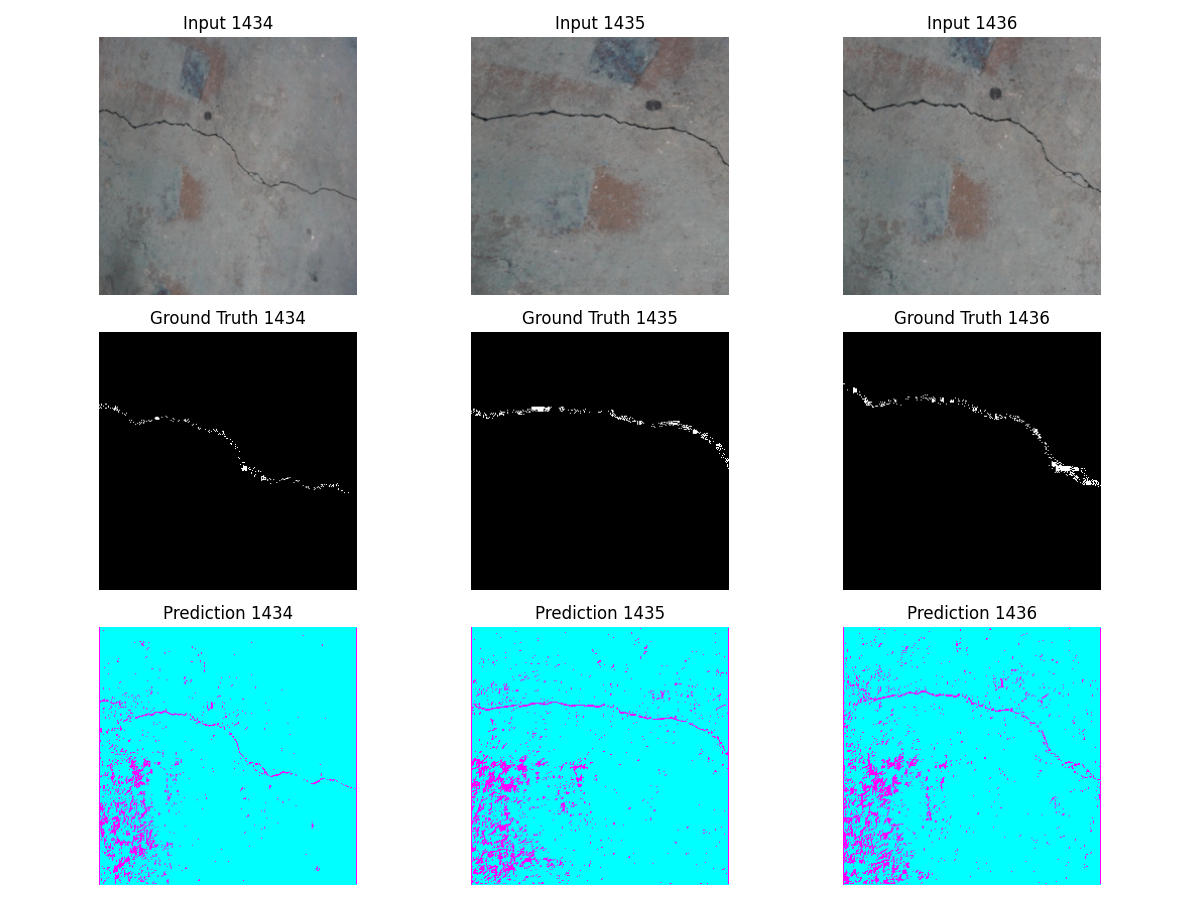 Input 1434
Input 1435
Input 1436
Ground Truth 1434
Ground Truth 1435
Ground Truth 1436
Prediction 1434
Prediction 1435
Prediction 1436